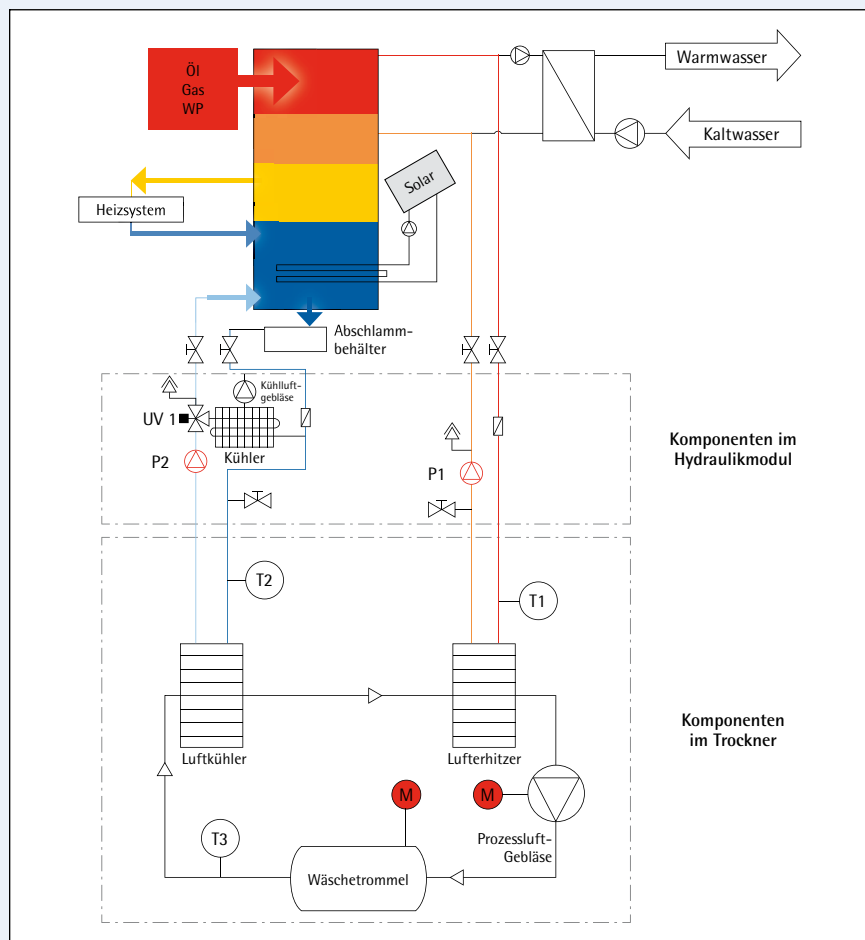 Öl
Gas
WP
Warmwasser
Kaltwasser
Solar
Heizsystem
Abschlamm-
behälter
Kühlluft-
gebläse
UV 1
Kühler
P2
P1
Komponenten im
Hydraulikmodul
T2
T1
Luftkühler
Lufterhitzer
Komponenten
im Trockner
M
M
T3
Prozessluft-
Gebläse
Wäschetrommel